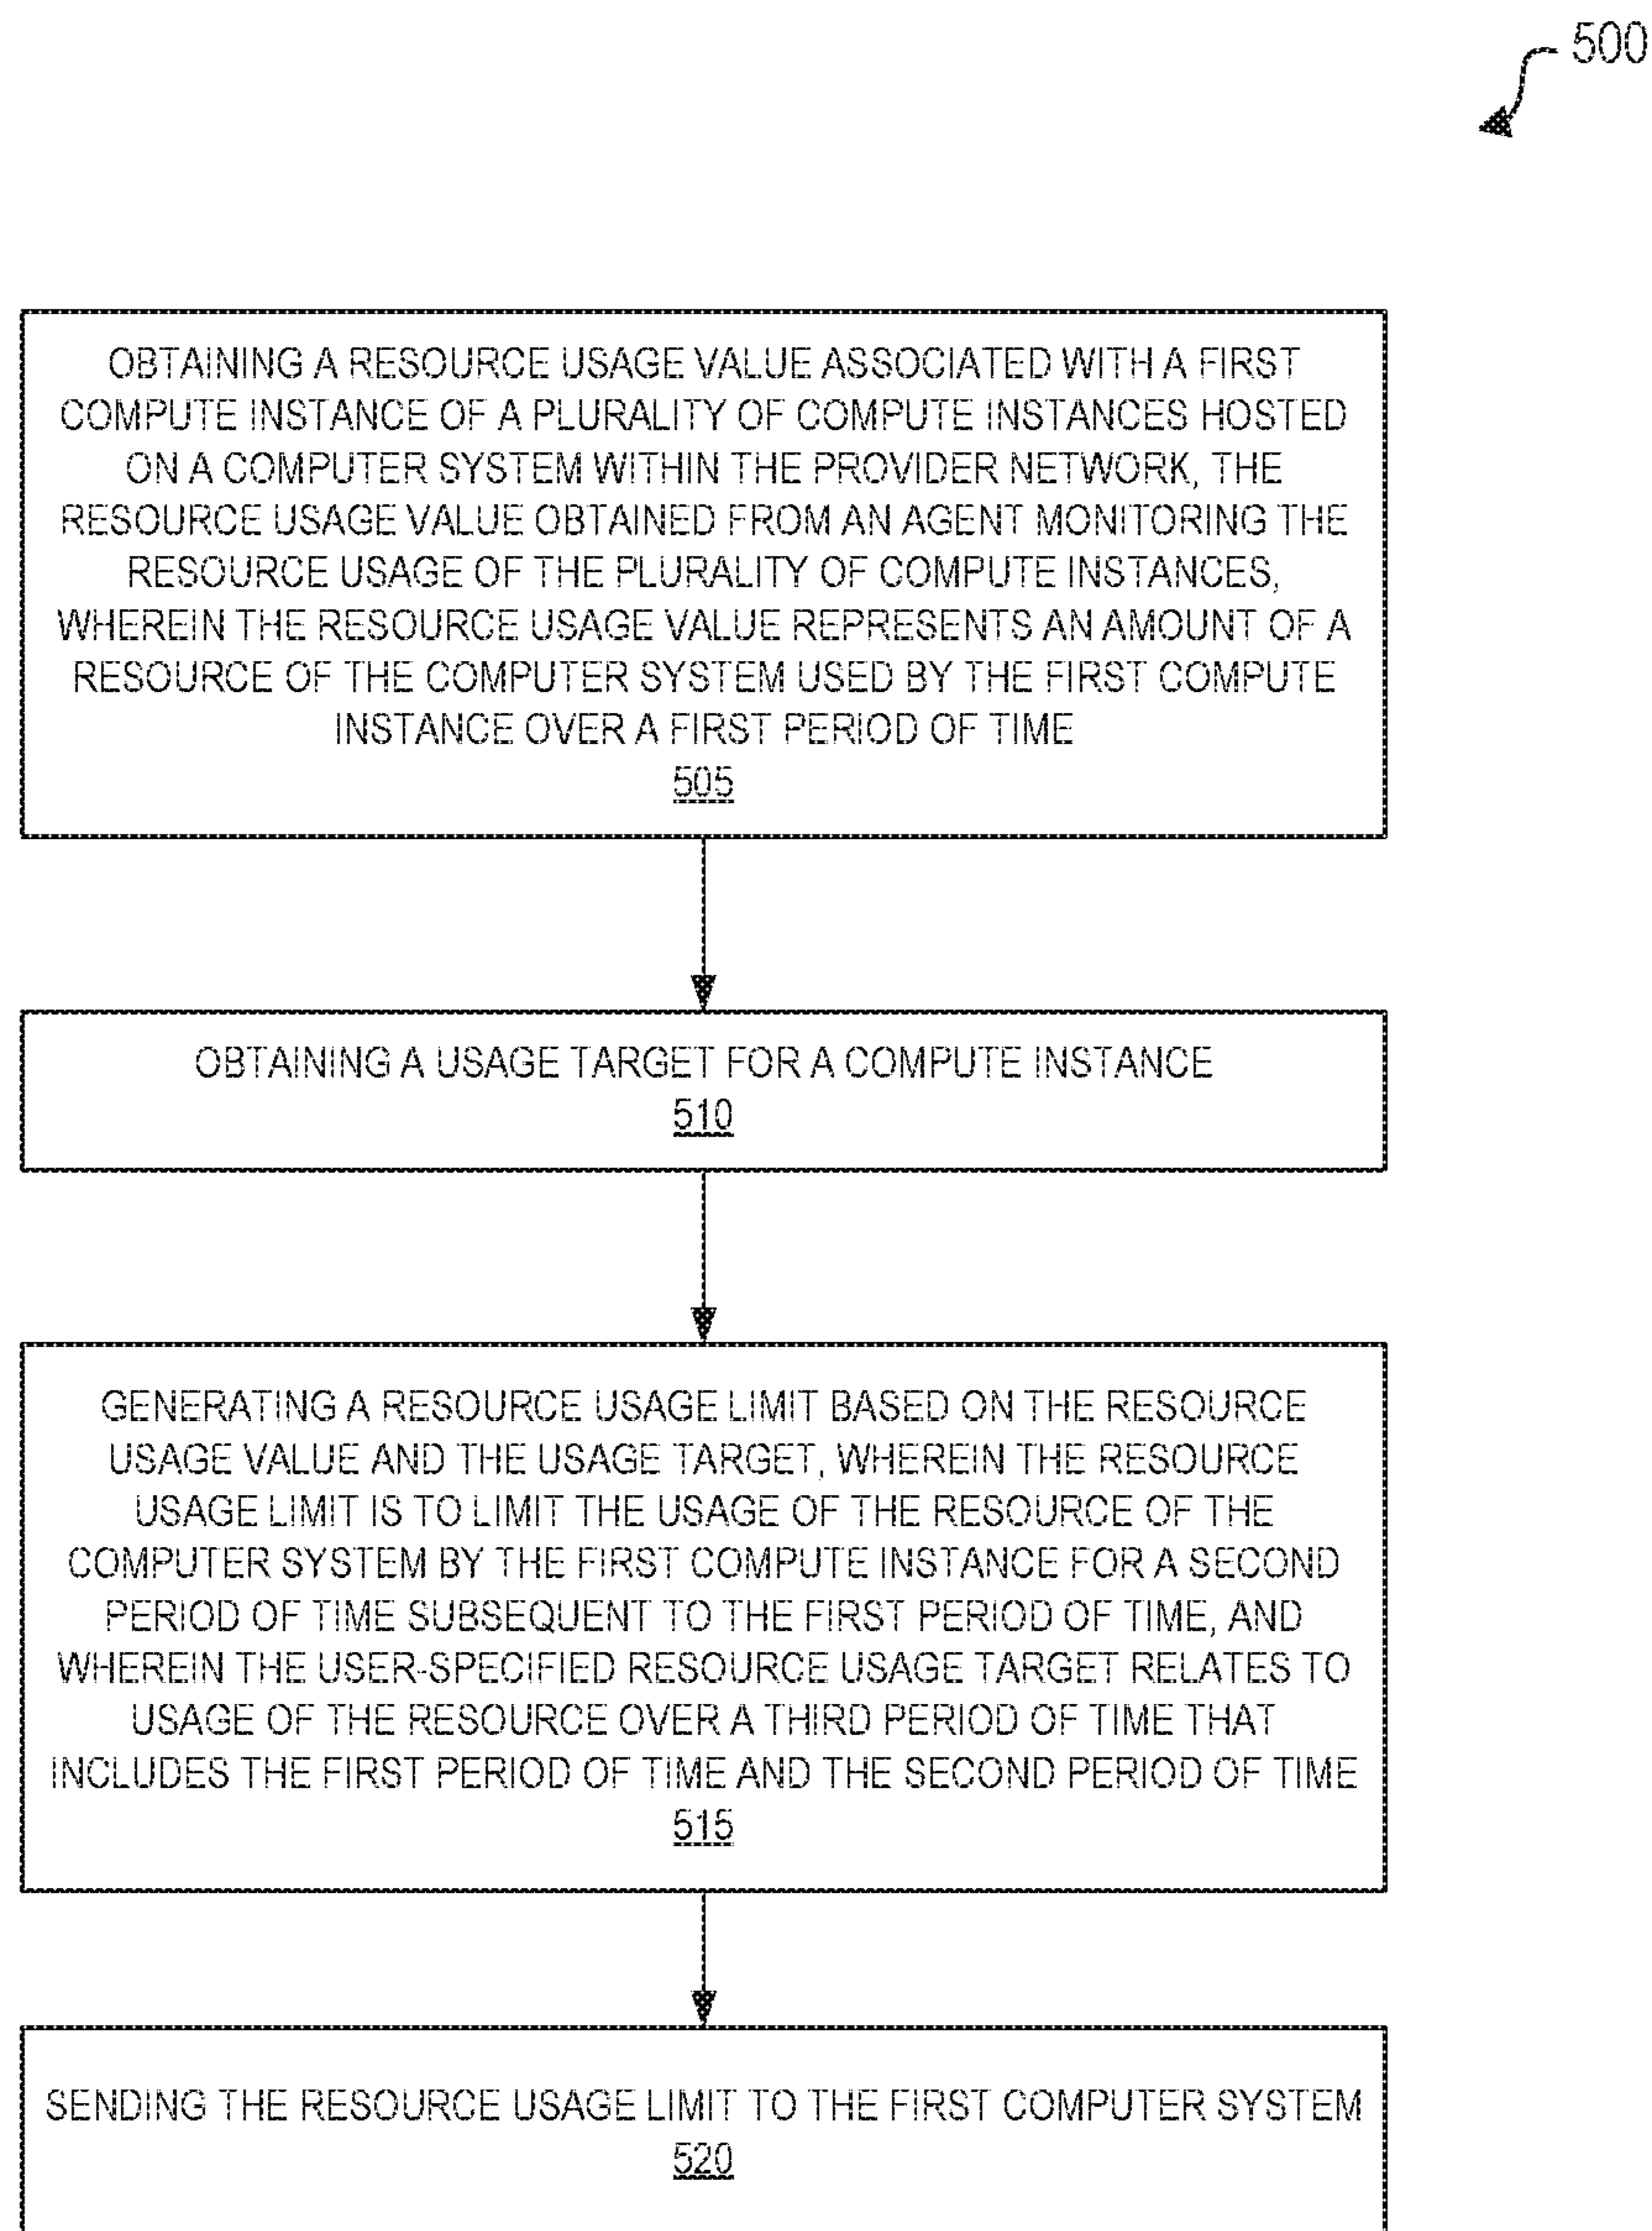 500
OBTAINING A RESOURCE USAGE VALUE ASSOCIATED WITH A FIRST
COMPUTE INSTANCE OF A PLURALITY OF COMPUTE INSTANCES HOSTED
ON A COMPUTER SYSTEM WITHIN THE PROVIDER NETWORK, THE
RESOURCE USAGE VALUE OBTAINED FROM AN AGENT MONITORING THE
RESOURCE USAGE OF THE PLURALITY OF COMPUTE INSTANCES,
WHEREIN THE RESOURCE USAGE VALUE REPRESENTS AN AMOUNT OF A
RESOURCE OF THE COMPUTER SYSTEM USED BY THE FIRST COMPUTE
INSTANCE OVER A FIRST PERIOD OF TIME
505
OBTAINING A USAGE TARGET FOR A COMPUTE INSTANCE
510
GENERATING A RESOURCE USAGE LIMIT BASED ON THE RESOURCE
USAGE VALUE AND THE USAGE TARGET, WHEREIN THE RESOURCE
USAGE LIMIT IS TO LIMIT THE USAGE OF THE RESOURCE OF THE
COMPUTER SYSTEM BY THE FIRST COMPUTE INSTANCE FOR A SECOND
PERIOD OF TIME SUBSEQUENT TO THE FIRST PERIOD OF TIME, AND
WHEREIN THE USER-SPECIFIED RESOURCE USAGE TARGET RELATES TO
USAGE OF THE RESOURCE OVER A THIRD PERIOD OF TIME THAT
INCLUDES THE FIRST PERIOD OF TIME AND THE SECOND PERIOD OF TIME
515
SENDING THE RESOURCE USAGE LIMIT TO THE FIRST COMPUTER SYSTEM
520